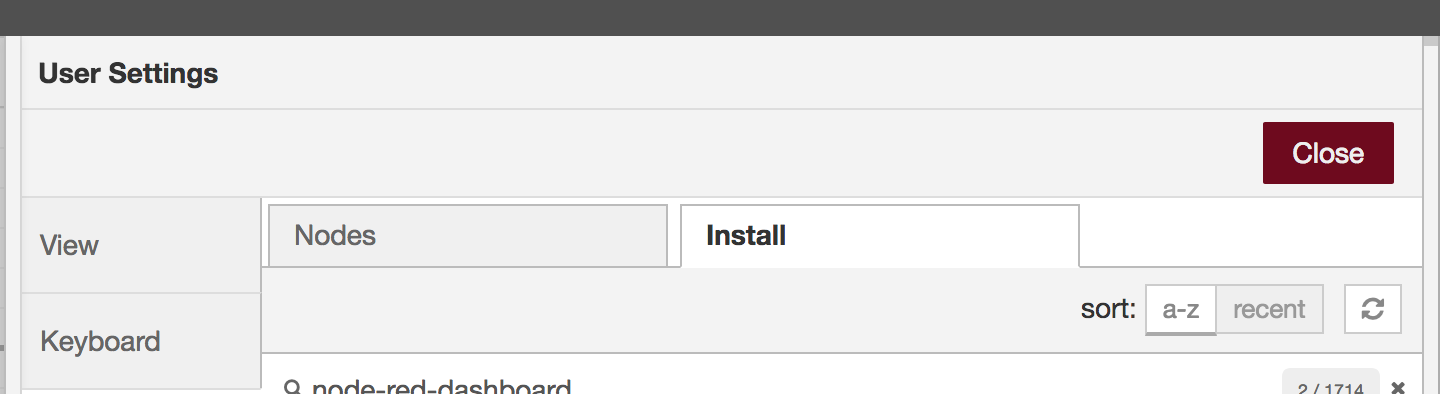 User Settings
Close
View
Nodes
Install
Keyboard
sort: a-z recent
node-red-dashboard
2 / 1714